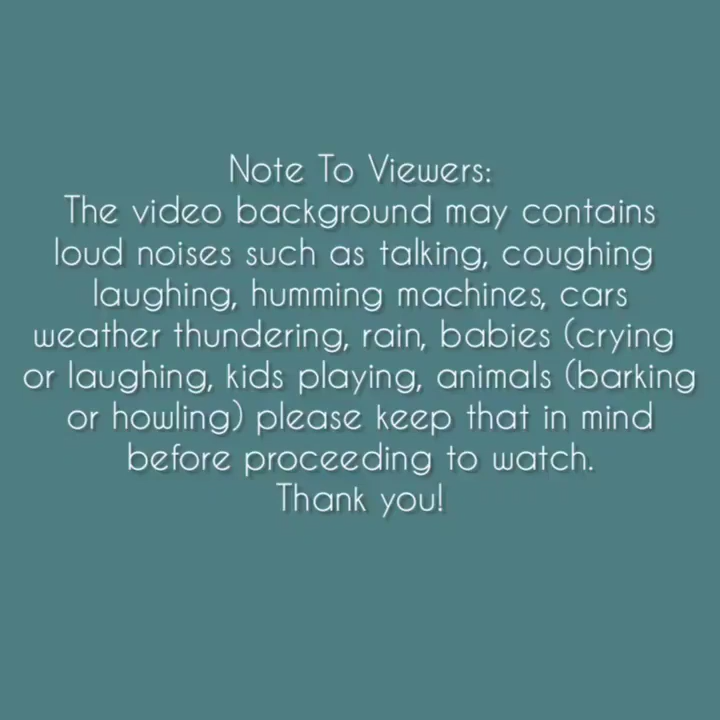 Note To Viewers:
The video background may contains
loud noises such as talking, coughing
laughing, humming machines, cars
weather thundering, rain, babies (crying
or laughing, kids playing, animals (barking
or howling) please keep that in mind
before proceeding to watch.
Thank you!